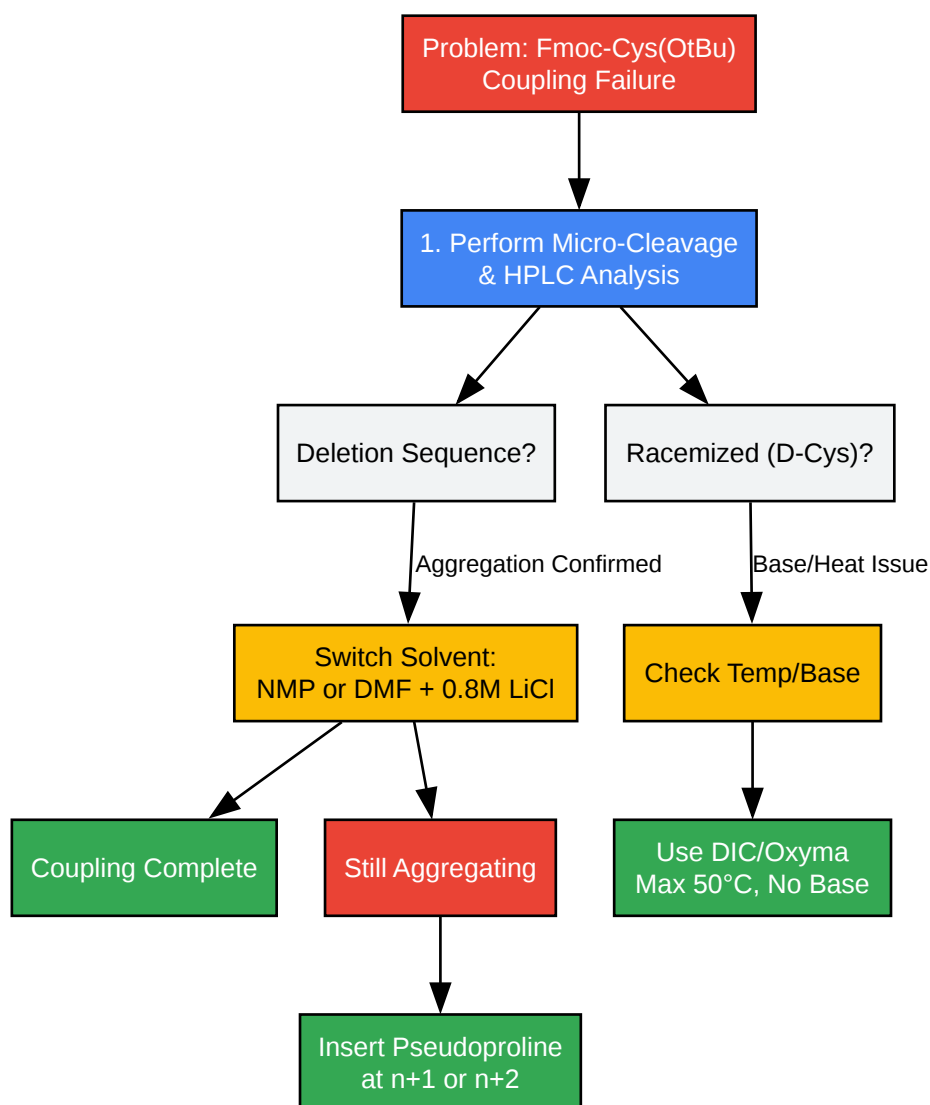 Problem: Fmoc-Cys(OtBu)
Coupling Failure
1. Perform Micro-Cleavage
& HPLC Analysis
Deletion Sequence?
Racemized (D-Cys)?
Aggregation Confirmed
Base/Heat Issue
Switch Solvent:
NMP or DMF + 0.8M LiCl
Check Temp/Base
Coupling Complete
Still Aggregating
Use DIC/Oxyma
Max 50°C, No Base
Insert Pseudoproline
at n+1 or n+2